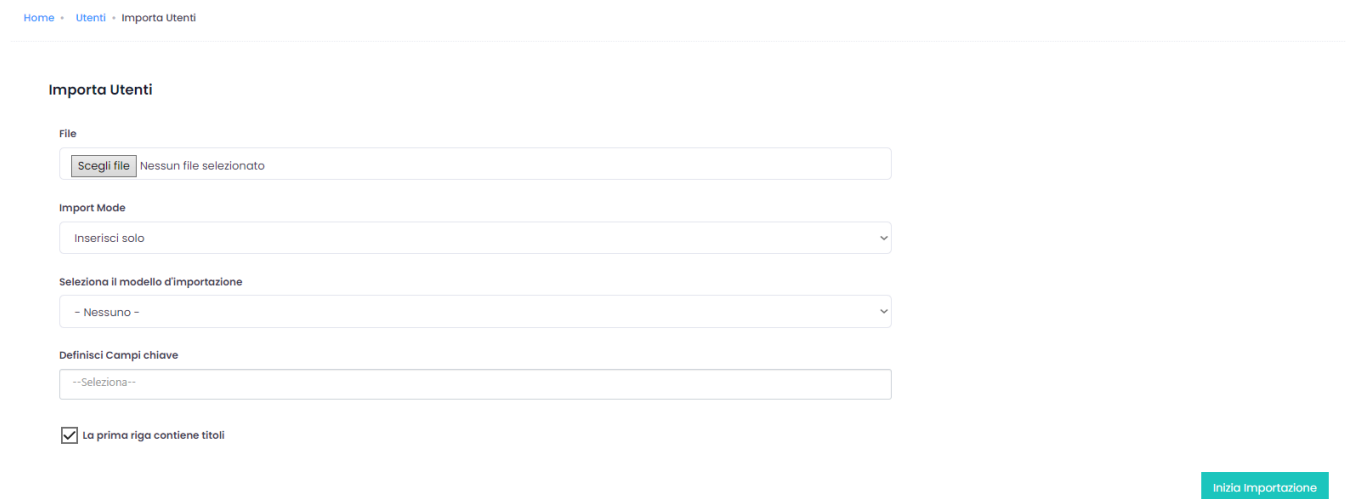 Home • Utenti • Importa Utenti
Importa Utenti
File
Scegli file Nessun file selezionato
Import Mode
Inserisci solo
Seleziona il modello d'importazione
- Nessuno -
Definisci Campi chiave
--Seleziona--
La prima riga contiene titoli
Inizia Importazione